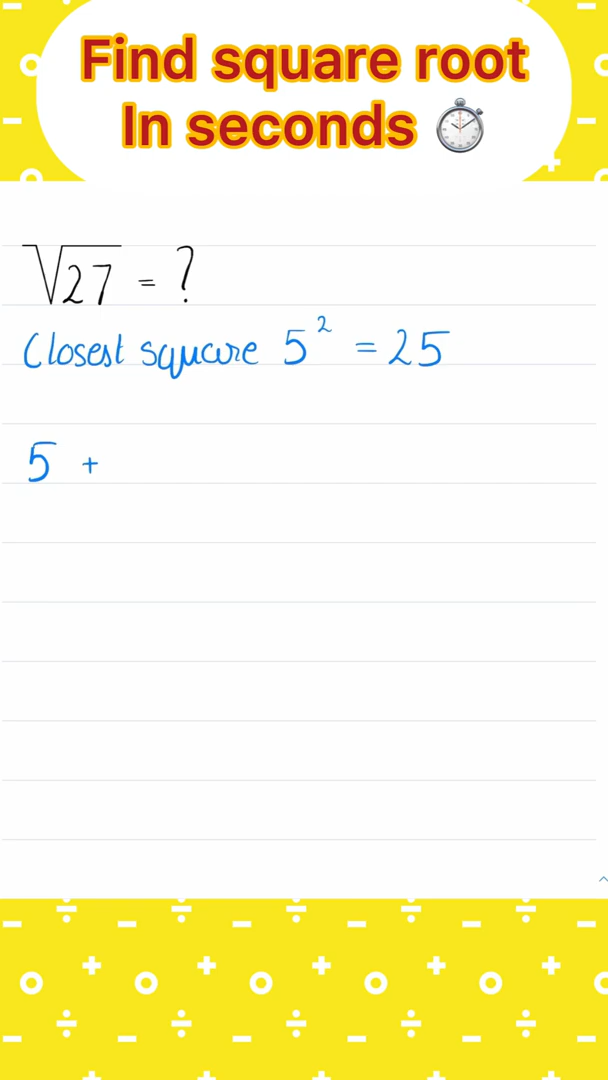 Find square root
In seconds ⏱️
√27 = ?
Closest square 5² = 25
5 +